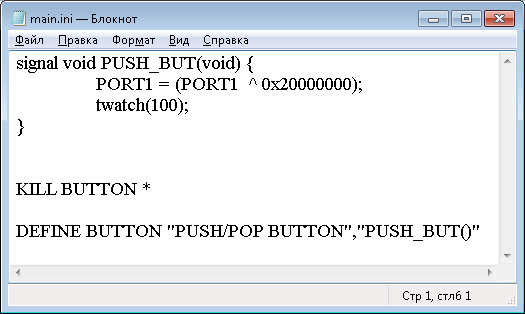 main.ini — Блокнот
Файл Правка Формат Вид Справка
signal void PUSH_BUT(void) {
PORT1 = (PORT1 ^ 0x20000000);
twatch(100);
}
KILL BUTTON *
DEFINE BUTTON "PUSH/POP BUTTON","PUSH_BUT()"
Стр 1, стлб 1